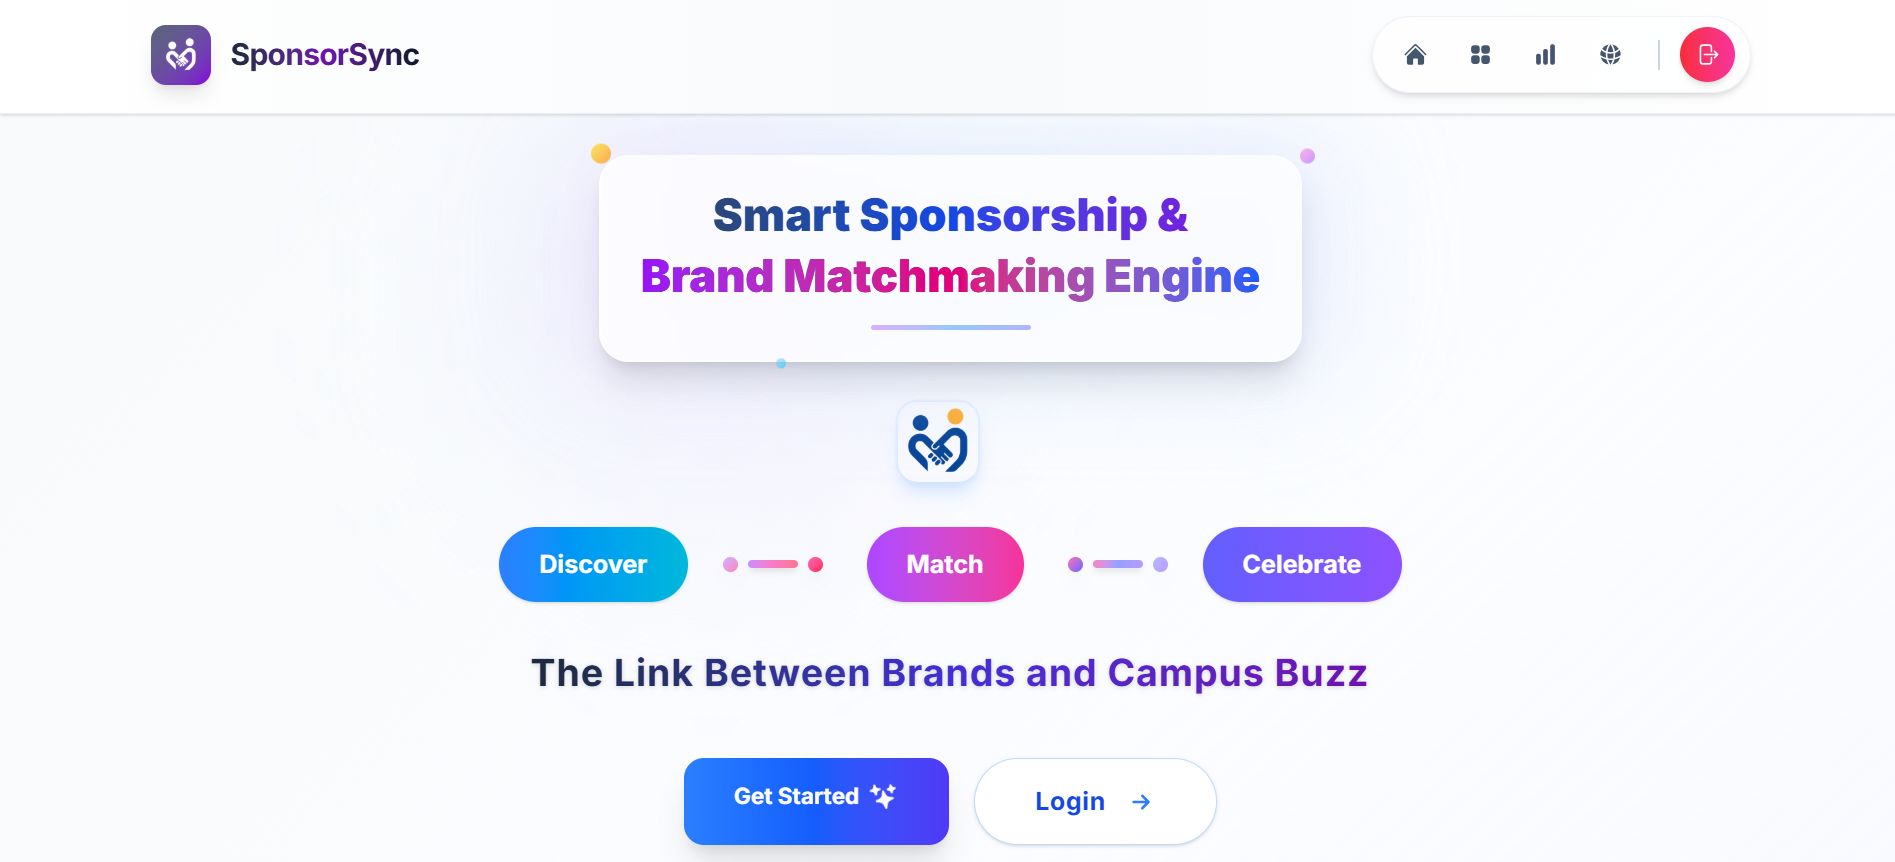 SponsorSync
Smart Sponsorship &
Brand Matchmaking Engine
Discover
Match
Celebrate
The Link Between Brands and Campus Buzz
Get Started
Login